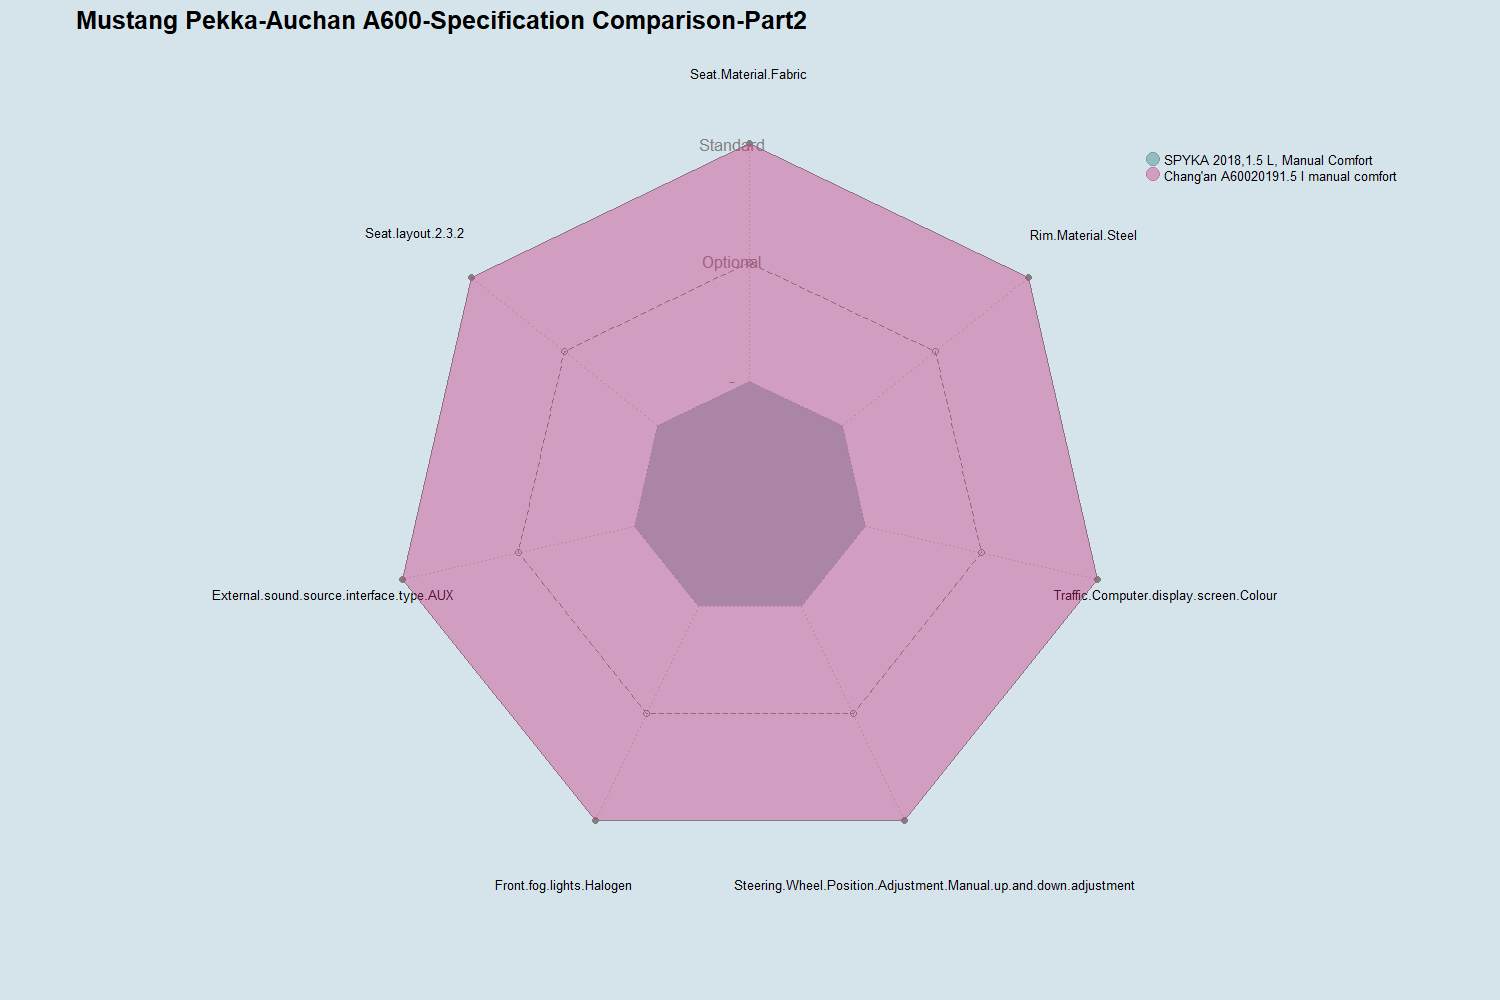 Mustang Pekka-Auchan A600-Specification Comparison-Part2
Seat.Material.Fabric
Standard
SPYKA 2018,1.5 L, Manual Comfort
Chang'an A60020191.5 l manual comfort
Seat.layout.2.3.2
Rim.Material.Steel
Optional
–
External.sound.source.interface.type.AUX
Traffic.Computer.display.screen.Colour
Front.fog.lights.Halogen
Steering.Wheel.Position.Adjustment.Manual.up.and.down.adjustment